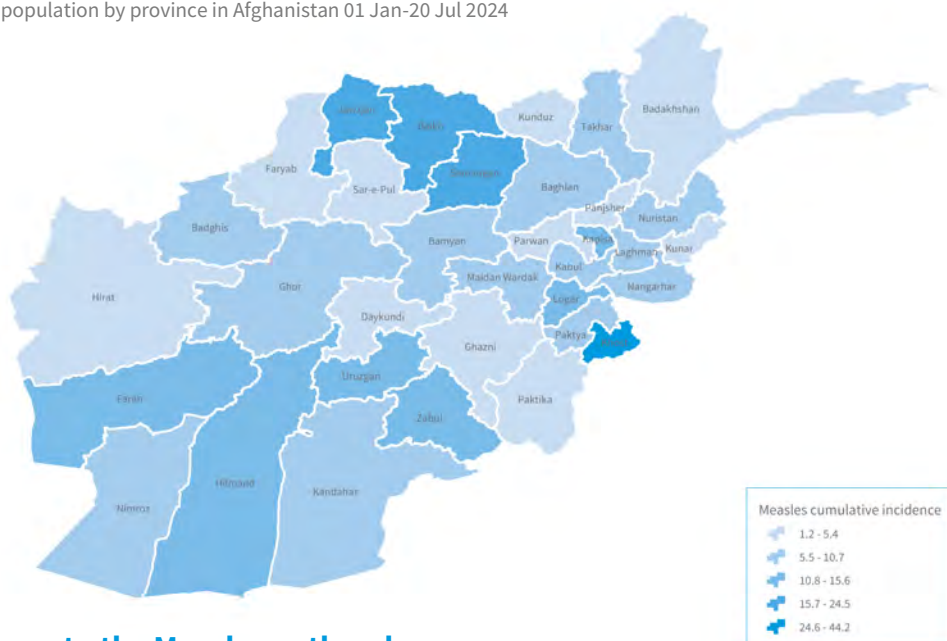 population by province in Afghanistan 01 Jan-20 Jul 2024
Badakhshan
Jawzjan
Balkh
Kunduz
Takhar
Samangan
Faryab
Sar-e-Pul
Baghlan
Panjsher
Nuristan
Badghis
Bamyan
Parwan
Kapisa
Laghman
Kunar
Kabul
Maidan Wardak
Nangarhar
Ghor
Hirat
Logar
Daykundi
Paktya
Khost
Ghazni
Uruzgan
Farah
Paktika
Zabul
Hilmand
Kandahar
Nimroz
Measles cumulative incidence
1.2 - 5.4
5.5 - 10.7
10.8 - 15.6
15.7 - 24.5
24.6 - 44.2